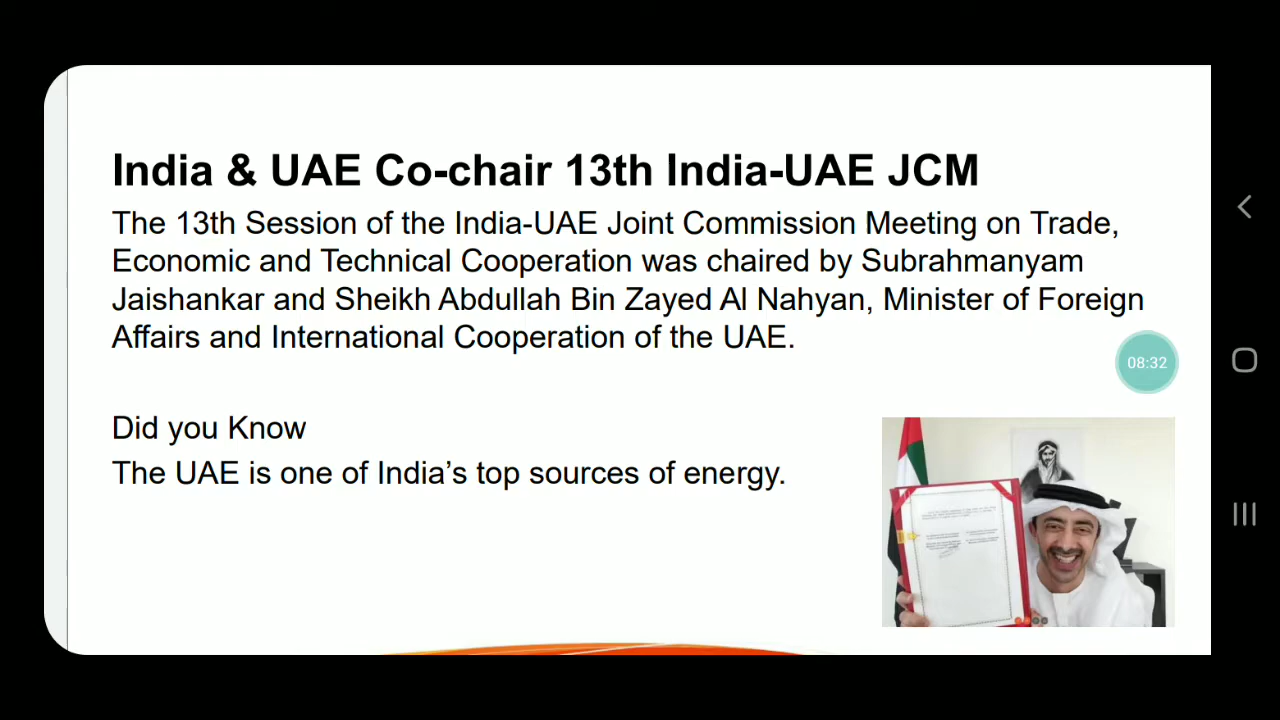 India & UAE Co-chair 13th India-UAE JCM
The 13th Session of the India-UAE Joint Commission Meeting on Trade,
Economic and Technical Cooperation was chaired by Subrahmanyam
Jaishankar and Sheikh Abdullah Bin Zayed Al Nahyan, Minister of Foreign
Affairs and International Cooperation of the UAE.
08:32
Did you Know
The UAE is one of India’s top sources of energy.